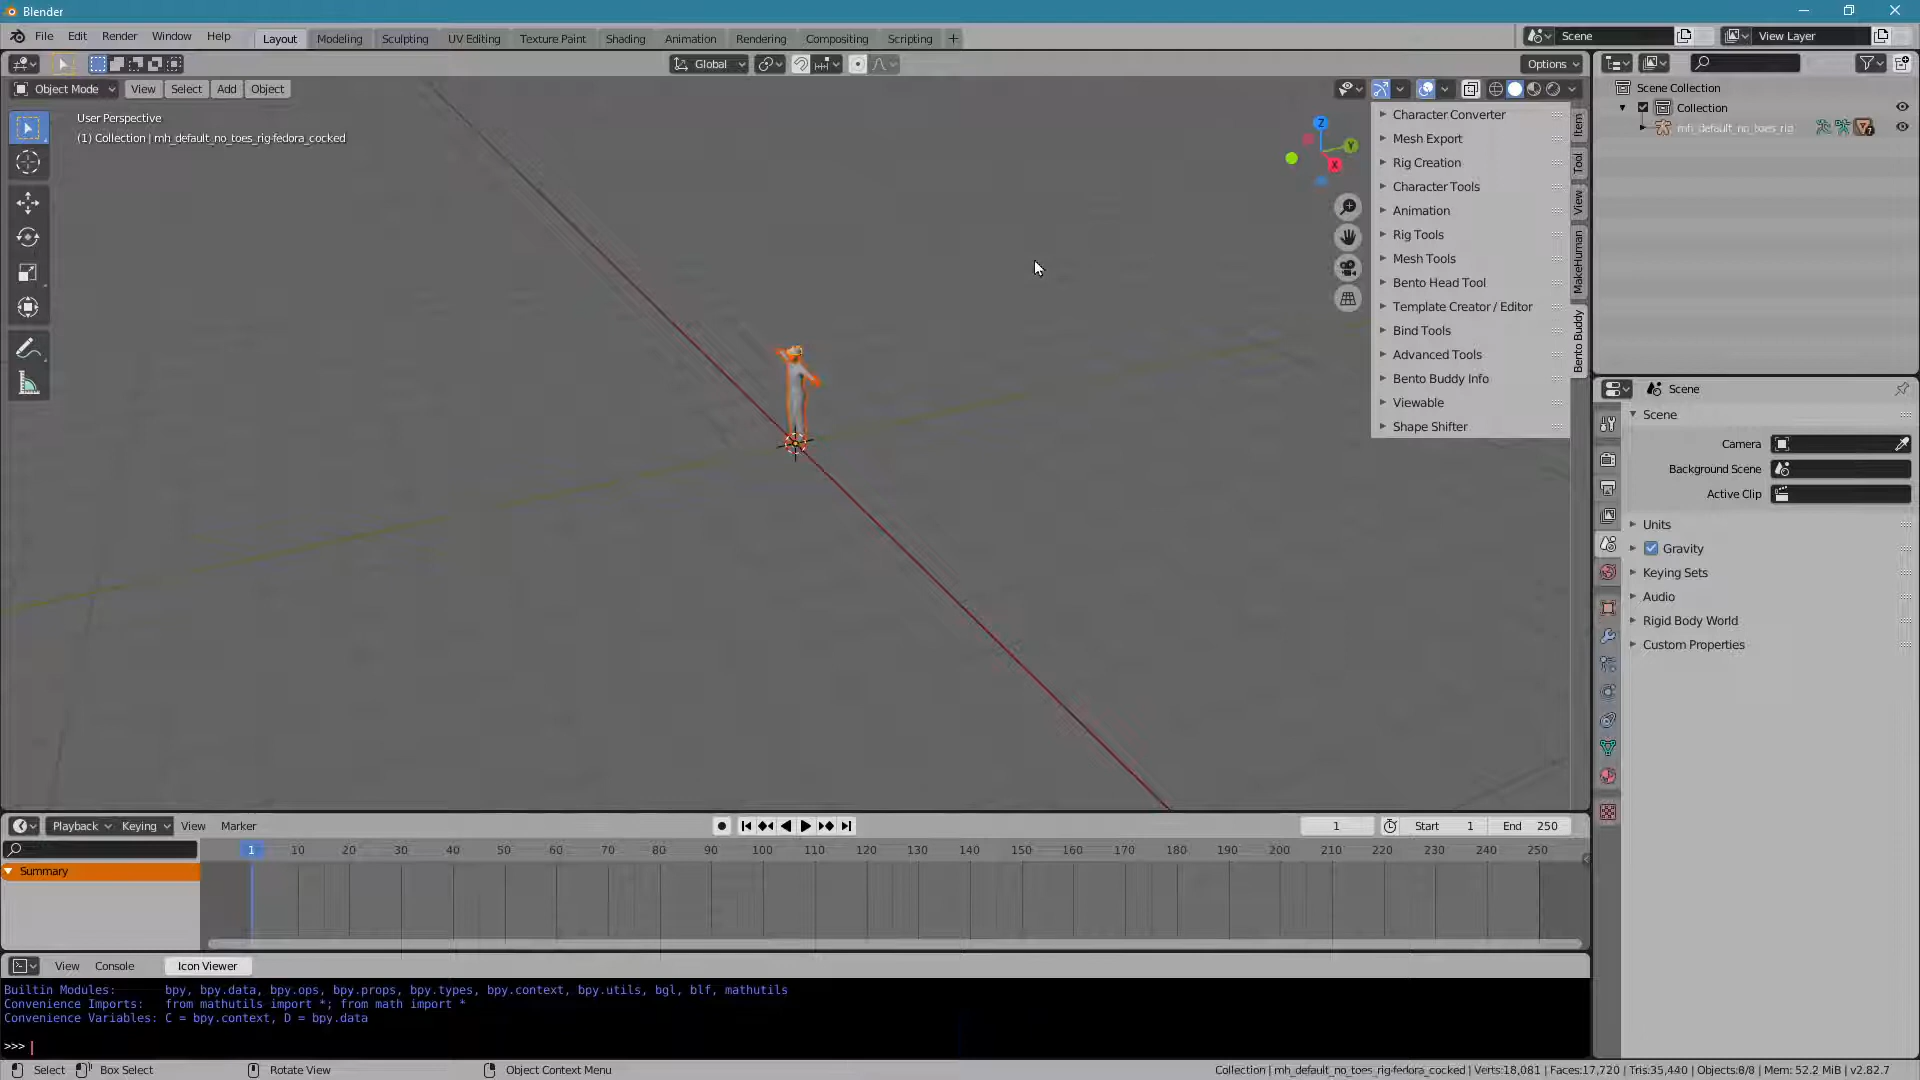 Blender
File Edit Render Window Help Layout Modeling Sculpting UV Editing Texture Paint Shading Animation Rendering Compositing Scripting + Scene View Layer
Global Options
Object Mode View Select Add Object
User Perspective
(1) Collection | mh_default_no_toes_rig-fedora_cocked
Z
Y
X
Character Converter
Mesh Export
Rig Creation
Character Tools
Animation
Rig Tools
Mesh Tools
Bento Head Tool
Template Creator / Editor
Bind Tools
Advanced Tools
Bento Buddy Info
Viewable
Shape Shifter
Item
Tool
View
MakeHuman
Bento Buddy
Scene Collection
Collection
mh_default_no_toes_rig
Scene
Scene
Camera
Background Scene
Active Clip
Units
Gravity
Keying Sets
Audio
Rigid Body World
Custom Properties
Playback Keying View Marker 1 Start 1 End 250
1 10 20 30 40 50 60 70 80 90 100 110 120 130 140 150 160 170 180 190 200 210 220 230 240 250
Summary
View Console Icon Viewer
Builtin Modules: bpy, bpy.data, bpy.ops, bpy.props, bpy.types, bpy.context, bpy.utils, bgl, blf, mathutils
Convenience Imports: from mathutils import *; from math import *
Convenience Variables: C = bpy.context, D = bpy.data
>>>
Select Box Select Rotate View Object Context Menu Collection | mh_default_no_toes_rig-fedora_cocked | Verts:18,081 | Faces:17,720 | Tris:35,440 | Objects:8/8 | Mem: 52.2 MiB | v2.82.7